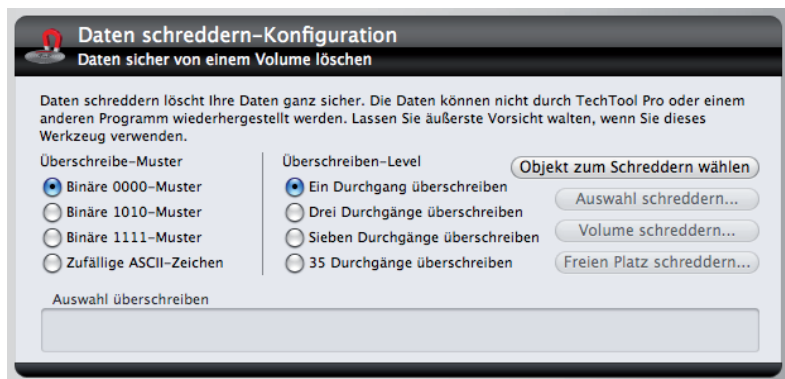 Daten schreddern-Konfiguration
Daten sicher von einem Volume löschen
Daten schreddern löscht Ihre Daten ganz sicher. Die Daten können nicht durch TechTool Pro oder einem
anderen Programm wiederhergestellt werden. Lassen Sie äußerste Vorsicht walten, wenn Sie dieses
Werkzeug verwenden.
Überschreibe-Muster
Binäre 0000-Muster
Binäre 1010-Muster
Binäre 1111-Muster
Zufällige ASCII-Zeichen
Überschreiben-Level
Ein Durchgang überschreiben
Drei Durchgänge überschreiben
Sieben Durchgänge überschreiben
35 Durchgänge überschreiben
Objekt zum Schreddern wählen
Auswahl schreddern...
Volume schreddern...
Freien Platz schreddern...
Auswahl überschreiben